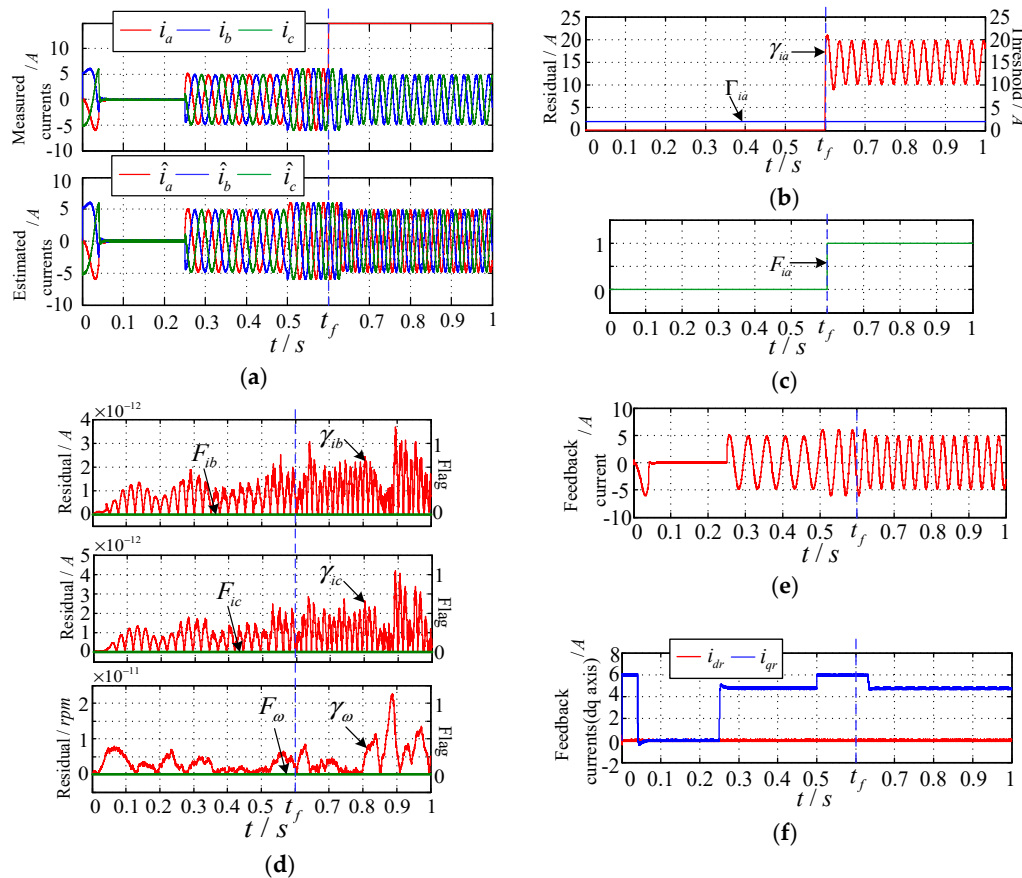 i_a i_b i_c
Measured currents /A
10
5
0
-5
-10
î_a î_b î_c
Estimated currents /A
10
5
0
-5
-10
0 0.1 0.2 0.3 0.4 0.5 t_f 0.7 0.8 0.9 1
t / s
(a)
Residual / A
25
20
15
10
5
0
γ_ia
Γ_ia
25
20
15
10
5
0
Threshold / A
0 0.1 0.2 0.3 0.4 0.5 t_f 0.7 0.8 0.9 1
t / s
(b)
1
0
F_ia
0 0.1 0.2 0.3 0.4 0.5 t_f 0.7 0.8 0.9 1
t / s
(c)
×10⁻¹²
Residual / A
4
3
2
1
0
F_ib
γ_ib
1
0
Flag
×10⁻¹²
Residual / A
5
4
3
2
1
0
F_ic
γ_ic
1
0
Flag
×10⁻¹¹
Residual / rpm
2
1
0
F_ω
γ_ω
1
0
Flag
0 0.1 0.2 0.3 0.4 0.5 t_f 0.7 0.8 0.9 1
t / s
(d)
Feedback current /A
10
5
0
-5
-10
0 0.1 0.2 0.3 0.4 0.5 t_f 0.7 0.8 0.9 1
t / s
(e)
i_dr i_qr
Feedback currents(dq axis) /A
8
6
4
2
0
-2
0 0.1 0.2 0.3 0.4 0.5 t_f 0.7 0.8 0.9 1
t / s
(f)